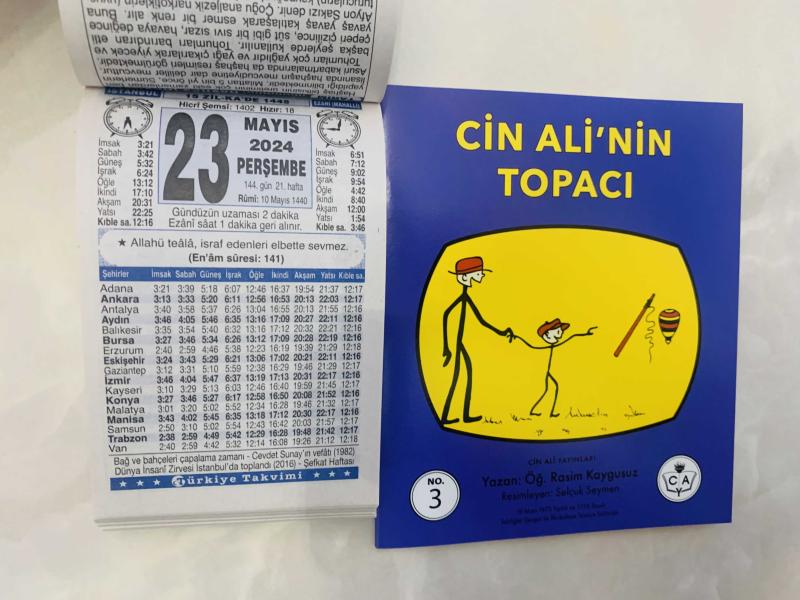 İSTANBUL
15 ZİL-KA'DE 1445
EZANİ (MAHALLİ)
Hicrî Şemsî: 1402 Hızır: 18
23
MAYIS
2024
PERŞEMBE
144. gün 21. hafta
Rûmî: 10 Mayıs 1440
İmsak 3:21
Sabah 3:42
Güneş 5:32
İşrak 6:24
Öğle 13:12
İkindi 17:10
Akşam 20:31
Yatsı 22:25
Kıble sa. 12:16
İmsak 6:51
Sabah 7:12
Güneş 9:02
İşrak 9:54
Öğle 4:42
İkindi 8:40
Akşam 12:00
Yatsı 1:54
Kıble sa. 3:46
Gündüzün uzaması 2 dakika
Ezânî sâat 1 dakika geri alınır.
★ Allahü teâlâ, israf edenleri elbette sevmez.
(En'âm sûresi: 141)
Şehirler İmsak Sabah Güneş İşrak Öğle İkindi Akşam Yatsı Kıble sa.
Adana 3:21 3:39 5:18 6:07 12:46 16:37 19:54 21:37 12:17
Ankara 3:13 3:33 5:20 6:11 12:56 16:53 20:13 22:03 12:17
Antalya 3:40 3:58 5:37 6:26 13:04 16:55 20:13 21:55 12:16
Aydın 3:46 4:05 5:46 6:35 13:16 17:09 20:27 22:11 12:16
Balıkesir 3:35 3:54 5:40 6:32 13:16 17:12 20:32 22:21 12:16
Bursa 3:27 3:46 5:34 6:26 13:12 17:09 20:28 22:19 12:16
Erzurum 2:40 2:59 4:46 5:38 12:23 16:19 19:39 21:29 12:18
Eskişehir 3:24 3:43 5:29 6:21 13:06 17:02 20:21 22:11 12:16
Gaziantep 3:12 3:31 5:10 5:59 12:38 16:29 19:46 21:29 12:17
İzmir 3:46 4:04 5:47 6:37 13:19 17:13 20:31 22:17 12:16
Kayseri 3:10 3:29 5:13 6:03 12:46 16:40 19:59 21:45 12:17
Konya 3:27 3:46 5:27 6:17 12:58 16:50 20:08 21:52 12:16
Malatya 3:01 3:20 5:02 5:52 12:34 16:28 19:46 21:32 12:17
Manisa 3:43 4:02 5:45 6:35 13:18 17:12 20:30 22:17 12:16
Samsun 2:50 3:10 5:02 5:54 12:43 16:43 20:03 21:57 12:17
Trabzon 2:38 2:59 4:49 5:42 12:29 16:28 19:48 21:42 12:17
Van 2:40 2:59 4:42 5:32 12:14 16:08 19:26 21:12 12:18
Bağ ve bahçeleri çapalama zamanı - Cevdet Sunay'ın vefâtı (1982)
Dünya İnsanî Zirvesi İstanbul'da toplandı (2016) - Şefkat Haftası
Türkiye Takvimi
CİN ALİ'NİN
TOPACI
CİN ALİ YAYINLARI
Yazan: Öğ. Rasim Kaygusuz
Resimleyen: Selçuk Seymen
NO.
3
C A
Y